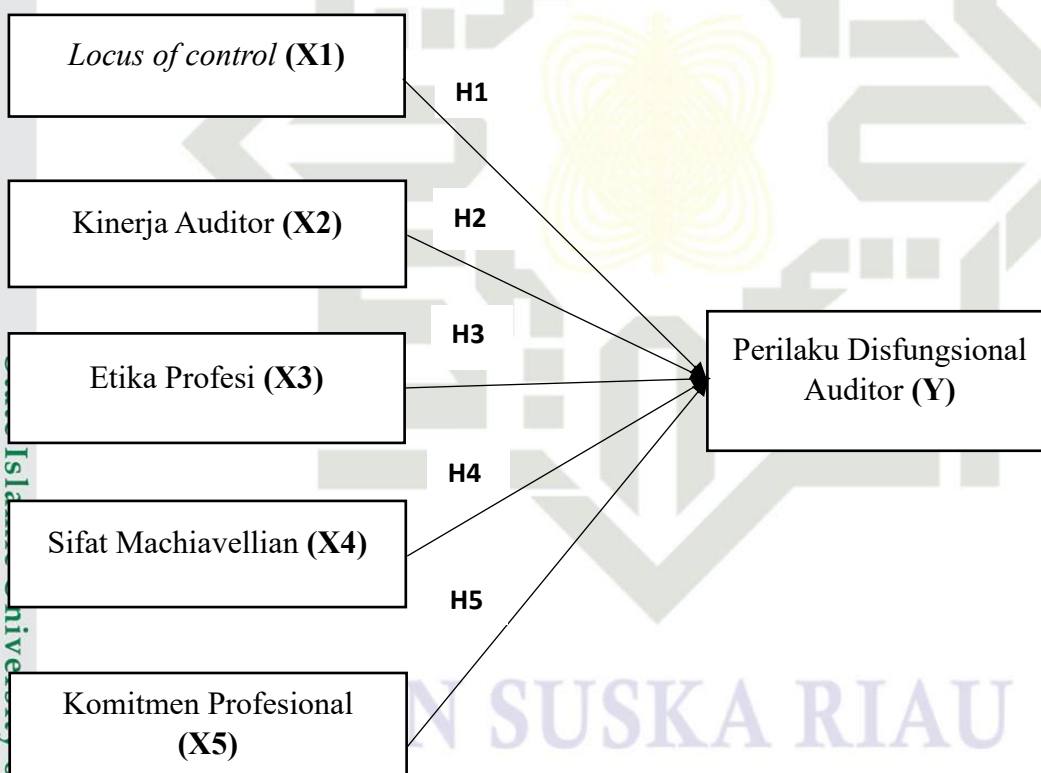 Locus of control (X1)
H1
Kinerja Auditor (X2)
H2
Etika Profesi (X3)
H3
Perilaku Disfungsional
Auditor (Y)
Sifat Machiavellian (X4)
H4
Komitmen Profesional
(X5)
H5
SUSKA RIAU